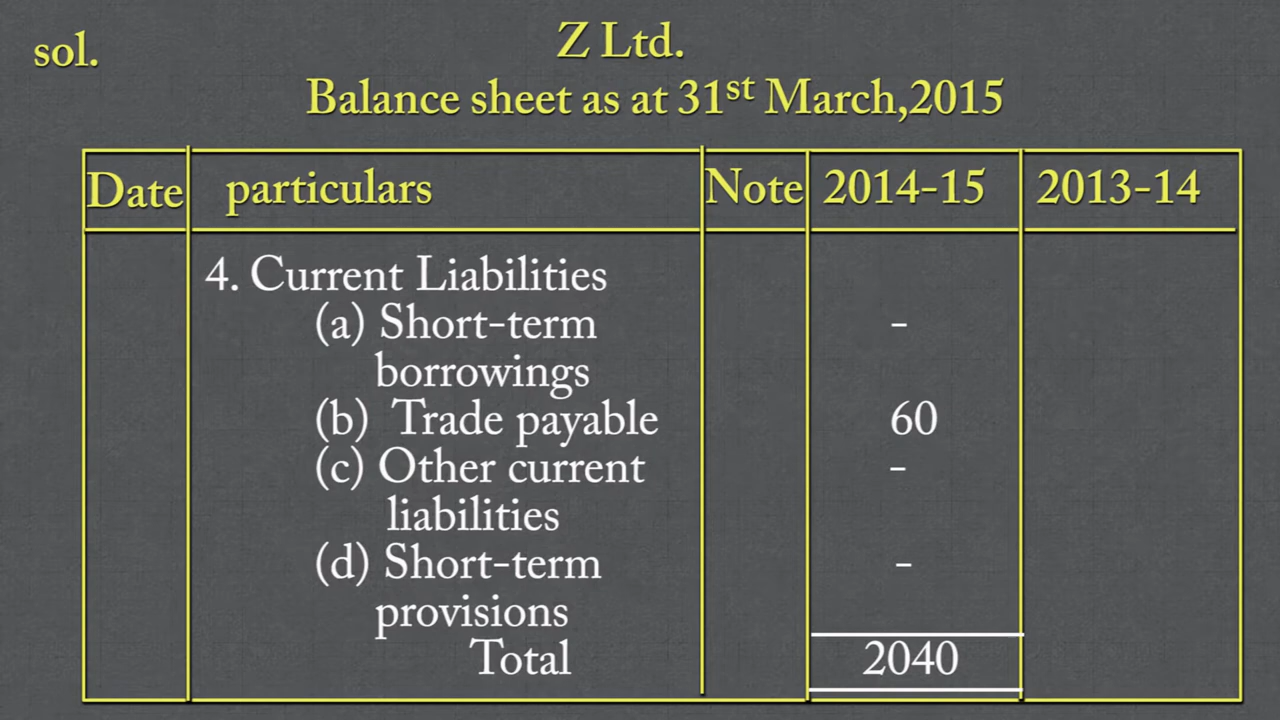 sol.
Z Ltd.
Balance sheet as at 31st March,2015
Date particulars Note 2014-15 2013-14
4. Current Liabilities
(a) Short-term -
borrowings
(b) Trade payable 60
(c) Other current -
liabilities
(d) Short-term -
provisions
Total 2040